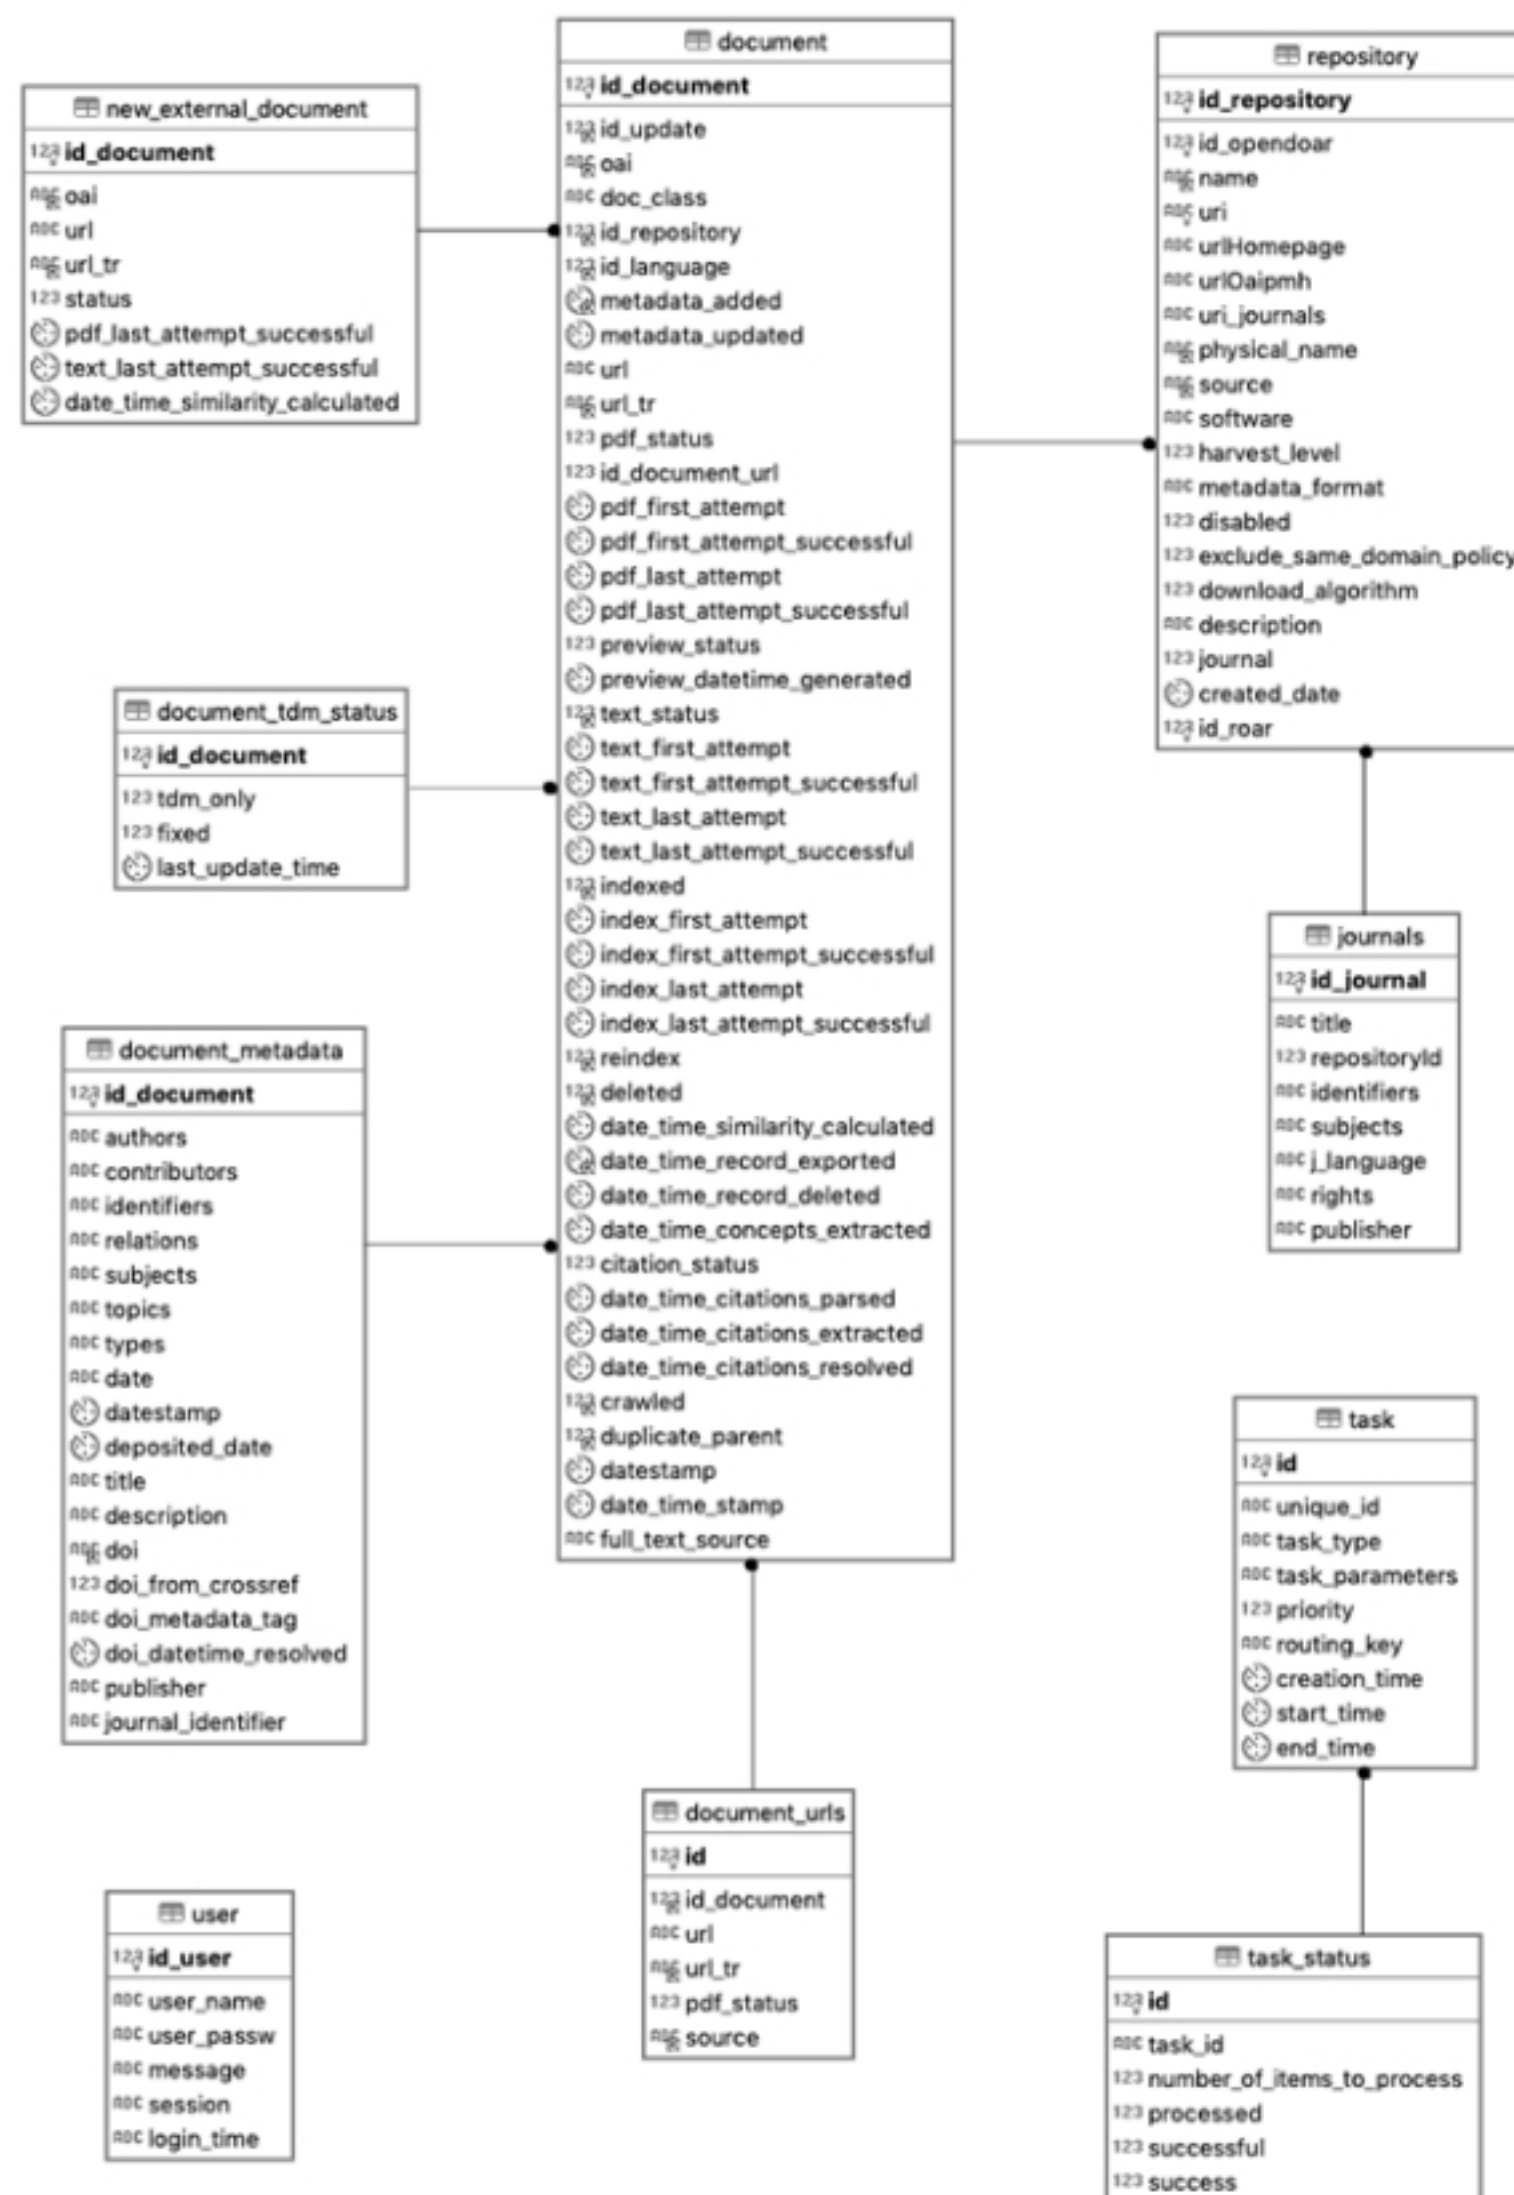 new_external_document
id_document
oai
url
url_tr
status
pdf_last_attempt_successful
text_last_attempt_successful
date_time_similarity_calculated
document
id_document
id_update
oai
doc_class
id_repository
id_language
metadata_added
metadata_updated
url
url_tr
pdf_status
id_document_url
pdf_first_attempt
pdf_first_attempt_successful
pdf_last_attempt
pdf_last_attempt_successful
preview_status
preview_datetime_generated
text_status
text_first_attempt
text_first_attempt_successful
text_last_attempt
text_last_attempt_successful
indexed
index_first_attempt
index_first_attempt_successful
index_last_attempt
index_last_attempt_successful
reindex
deleted
date_time_similarity_calculated
date_time_record_exported
date_time_record_deleted
date_time_concepts_extracted
citation_status
date_time_citations_parsed
date_time_citations_extracted
date_time_citations_resolved
crawled
duplicate_parent
datestamp
date_time_stamp
full_text_source
repository
id_repository
id_opendoar
name
uri
urlHomepage
urlOaipmh
uri_journals
physical_name
source
software
harvest_level
metadata_format
disabled
exclude_same_domain_policy
download_algorithm
description
journal
created_date
id_roar
document_tdm_status
id_document
tdm_only
fixed
last_update_time
journals
id_journal
title
repositoryId
identifiers
subjects
j_language
rights
publisher
document_metadata
id_document
authors
contributors
identifiers
relations
subjects
topics
types
date
datestamp
deposited_date
title
description
doi
doi_from_crossref
doi_metadata_tag
doi_datetime_resolved
publisher
journal_identifier
task
id
unique_id
task_type
task_parameters
priority
routing_key
creation_time
start_time
end_time
document_urls
id
id_document
url
url_tr
pdf_status
source
user
id_user
user_name
user_passw
message
session
login_time
task_status
id
task_id
number_of_items_to_process
processed
successful
success